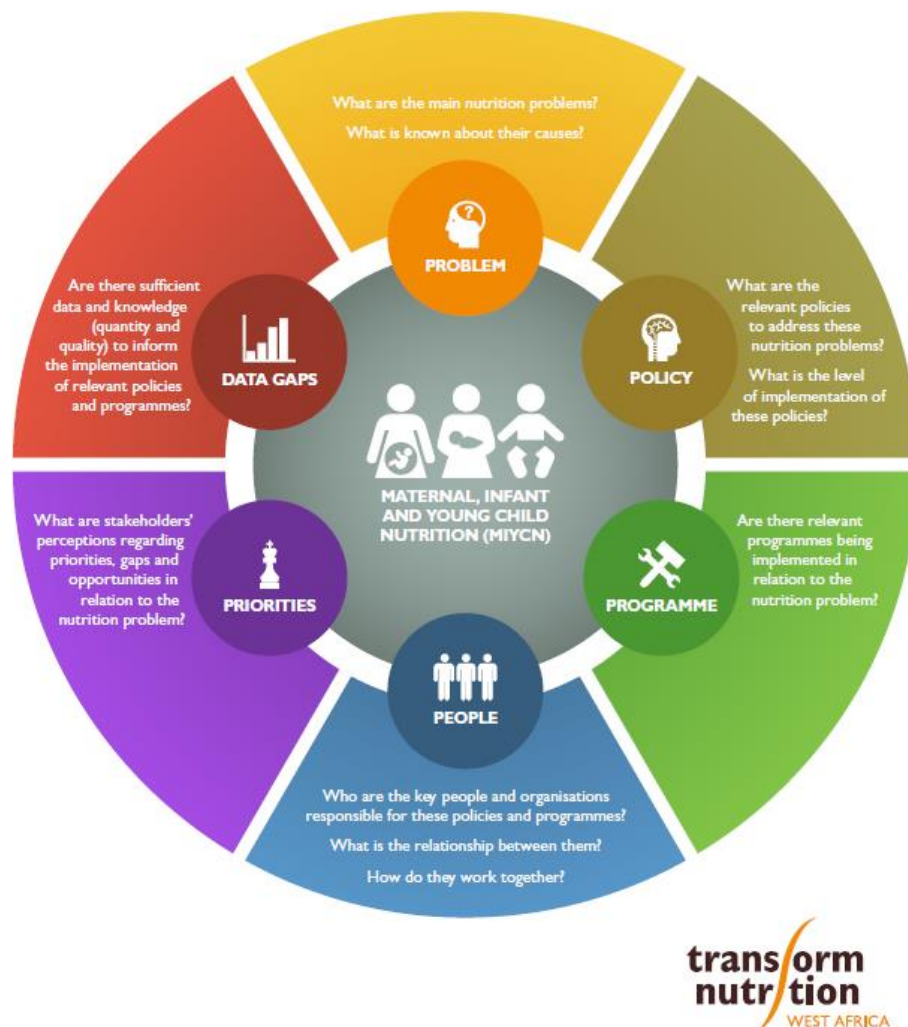 What are the main nutrition problems?
What is known about their causes?
PROBLEM
What are the
relevant policies
to address these
nutrition problems?
What is the level
of implementation of
these policies?
POLICY
Are there relevant
programmes being
implemented in
relation to the
nutrition problem?
PROGRAMME
PEOPLE
Who are the key people and organisations
responsible for these policies and programmes?
What is the relationship between them?
How do they work together?
What are stakeholders'
perceptions regarding
priorities, gaps and
opportunities in
relation to the
nutrition problem?
PRIORITIES
Are there sufficient
data and knowledge
(quantity and
quality) to inform
the implementation
of relevant policies
and programmes?
DATA GAPS
MATERNAL, INFANT
AND YOUNG CHILD
NUTRITION (MIYCN)
transform
nutrition
WEST AFRICA